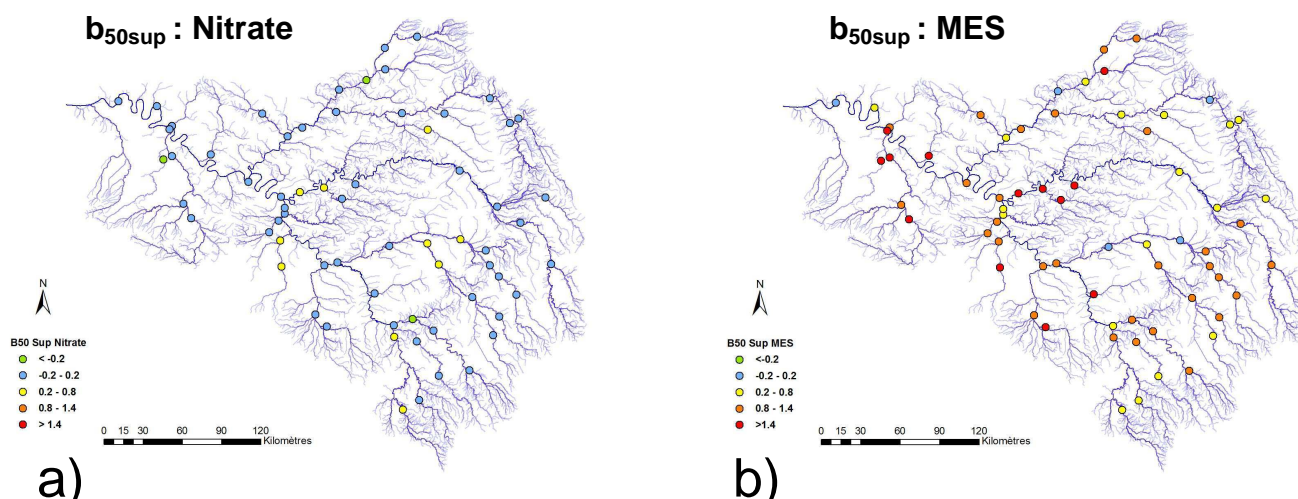 b50sup : Nitrate
N
B50 Sup Nitrate
< -0.2
-0.2 - 0.2
0.2 - 0.8
0.8 - 1.4
> 1.4
0 15 30 60 90 120
Kilomètres
a)
b50sup : MES
N
B50 Sup MES
<-0.2
-0.2 - 0.2
0.2 - 0.8
0.8 - 1.4
>1.4
0 15 30 60 90 120
Kilomètres
b)